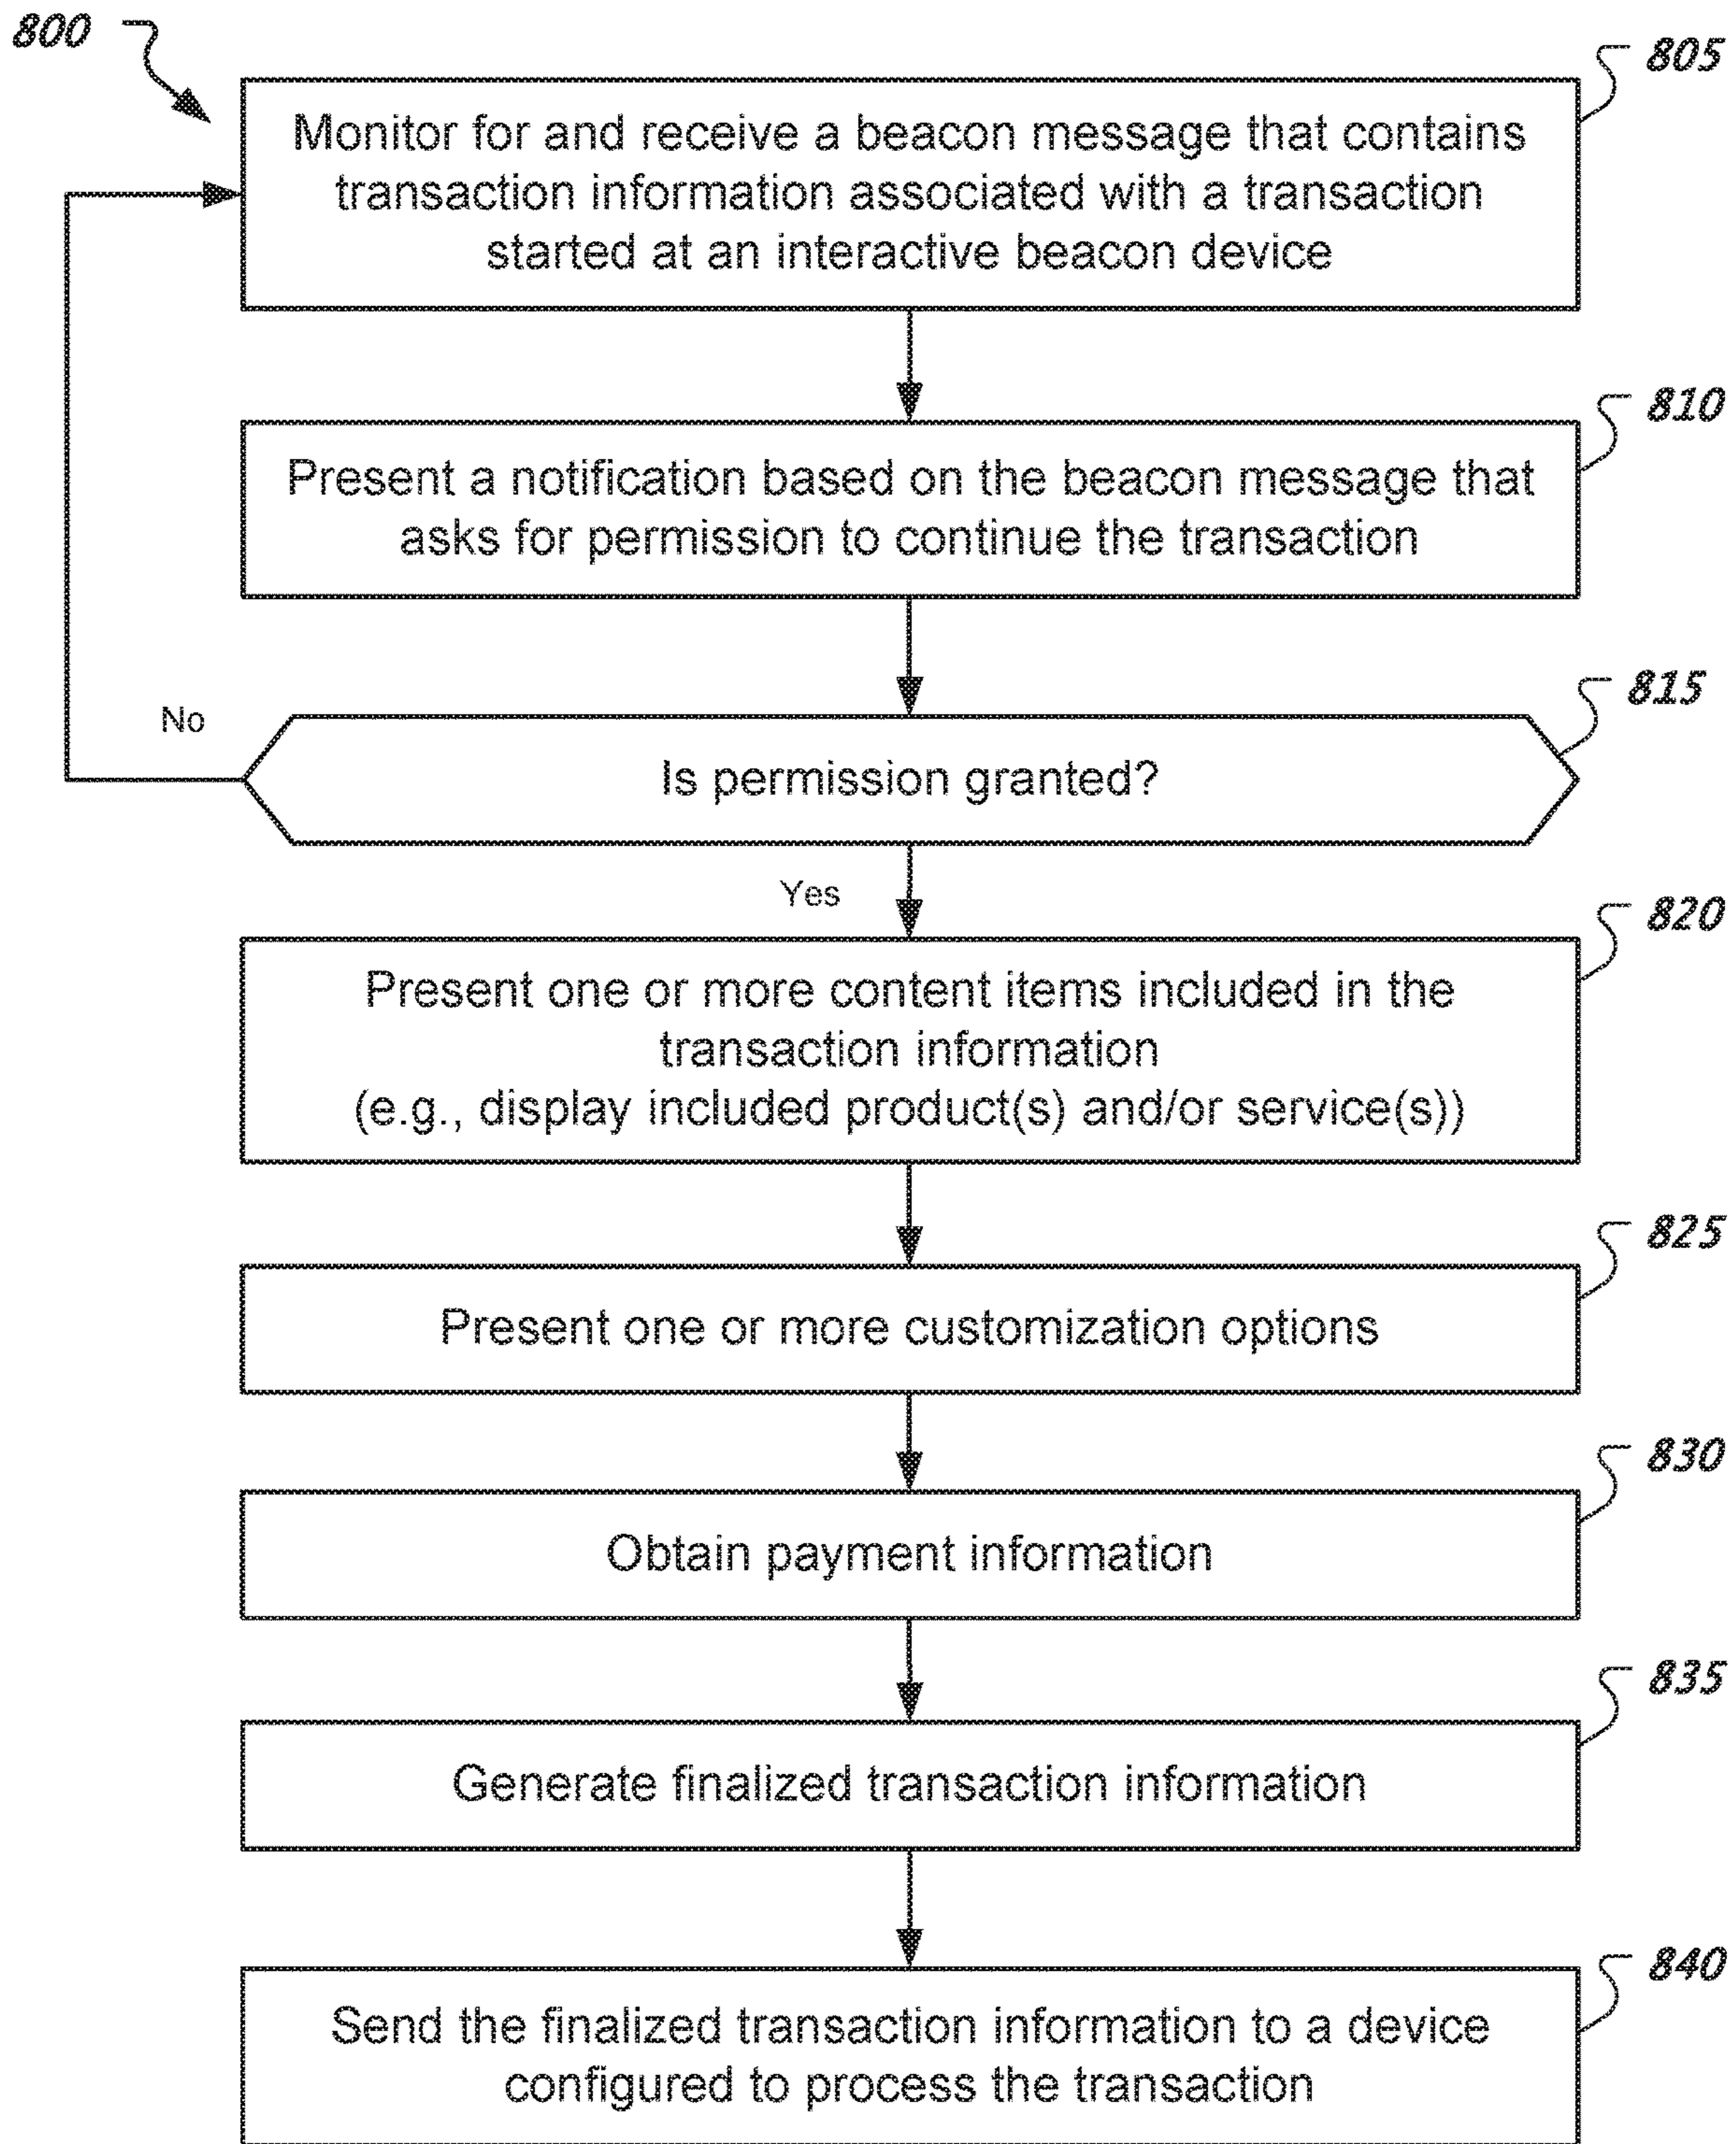 800
805
Monitor for and receive a beacon message that contains
transaction information associated with a transaction
started at an interactive beacon device
810
Present a notification based on the beacon message that
asks for permission to continue the transaction
815
No
Is permission granted?
Yes
820
Present one or more content items included in the
transaction information
(e.g., display included product(s) and/or service(s))
825
Present one or more customization options
830
Obtain payment information
835
Generate finalized transaction information
840
Send the finalized transaction information to a device
configured to process the transaction